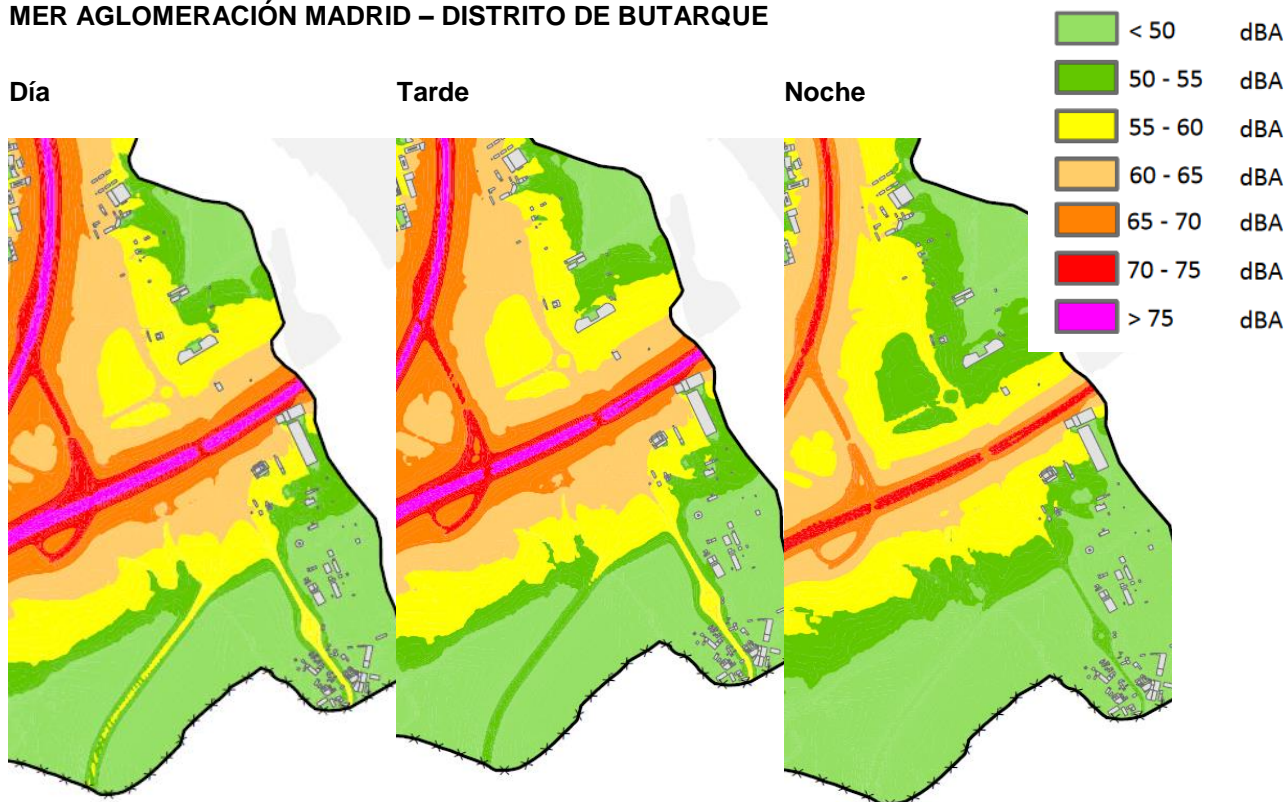 MER AGLOMERACIÓN MADRID – DISTRITO DE BUTARQUE
Día
Tarde
Noche
< 50 dBA
50 - 55 dBA
55 - 60 dBA
60 - 65 dBA
65 - 70 dBA
70 - 75 dBA
> 75 dBA